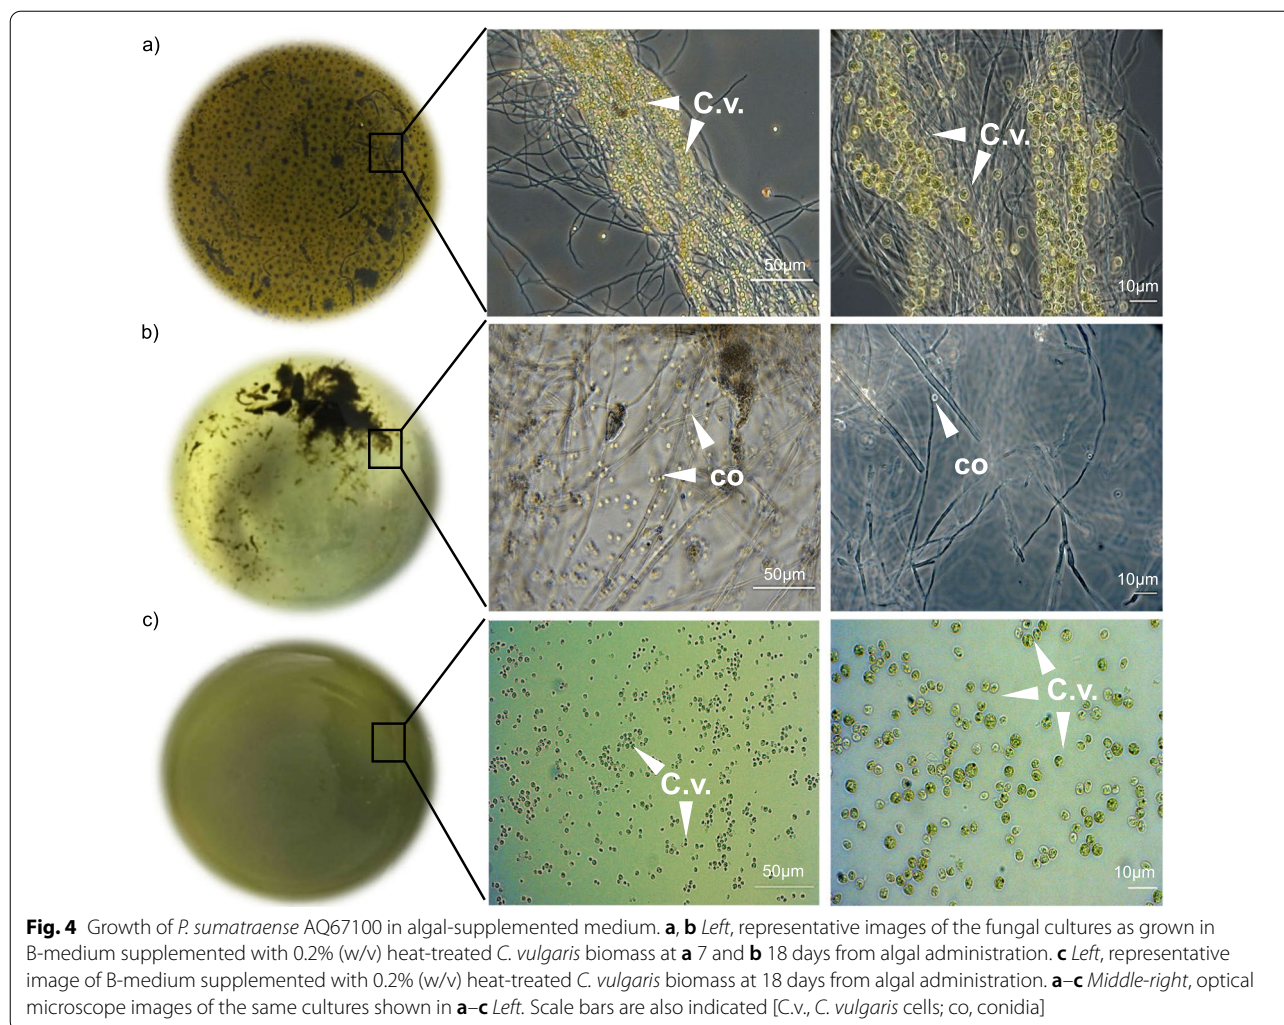 a)
C.v.
50µm
C.v.
10µm
b)
co
50µm
co
10µm
c)
C.v.
50µm
C.v.
10µm
Fig. 4 Growth of P. sumatraense AQ67100 in algal-supplemented medium. a, b Left, representative images of the fungal cultures as grown in
B-medium supplemented with 0.2% (w/v) heat-treated C. vulgaris biomass at a 7 and b 18 days from algal administration. c Left, representative
image of B-medium supplemented with 0.2% (w/v) heat-treated C. vulgaris biomass at 18 days from algal administration. a–c Middle-right, optical
microscope images of the same cultures shown in a–c Left. Scale bars are also indicated [C.v., C. vulgaris cells; co, conidia]